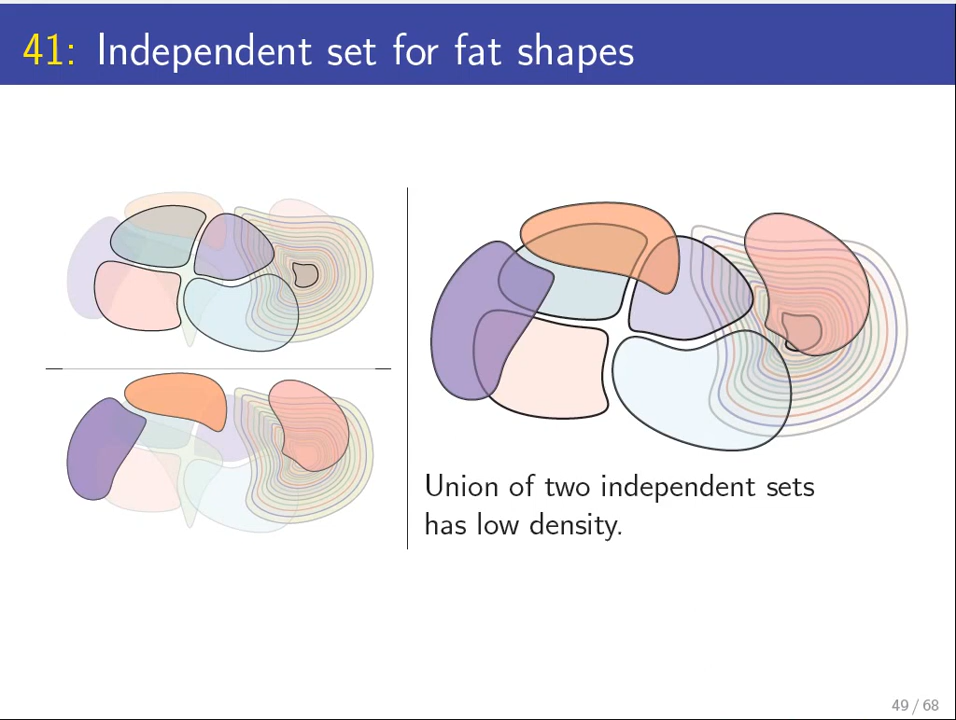 41: Independent set for fat shapes
Union of two independent sets
has low density.
49 / 68